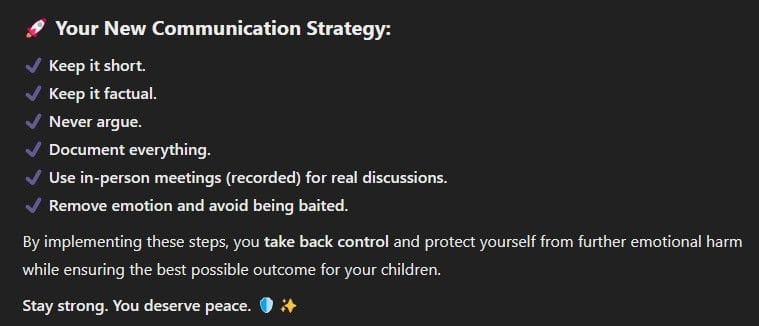 🚀 Your New Communication Strategy:
✔ Keep it short.
✔ Keep it factual.
✔ Never argue.
✔ Document everything.
✔ Use in-person meetings (recorded) for real discussions.
✔ Remove emotion and avoid being baited.
By implementing these steps, you take back control and protect yourself from further emotional harm
while ensuring the best possible outcome for your children.
Stay strong. You deserve peace. 🛡️ ✨